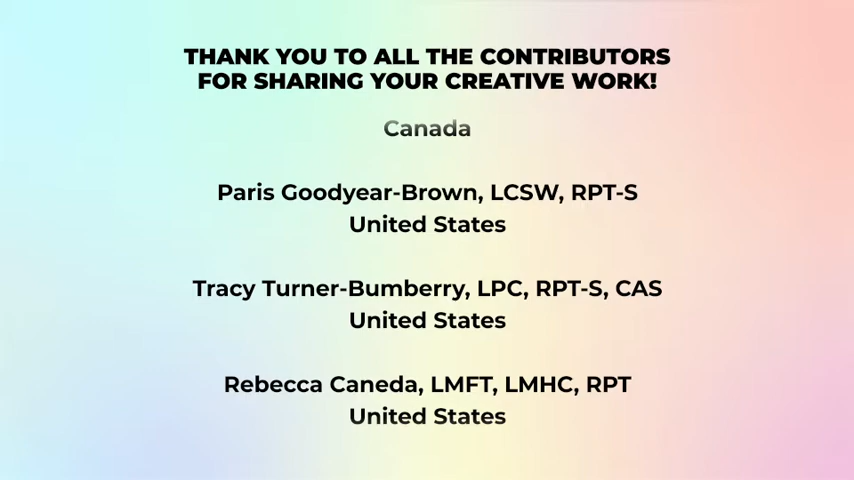 THANK YOU TO ALL THE CONTRIBUTORS
FOR SHARING YOUR CREATIVE WORK!
Canada
Paris Goodyear-Brown, LCSW, RPT-S
United States
Tracy Turner-Bumberry, LPC, RPT-S, CAS
United States
Rebecca Caneda, LMFT, LMHC, RPT
United States